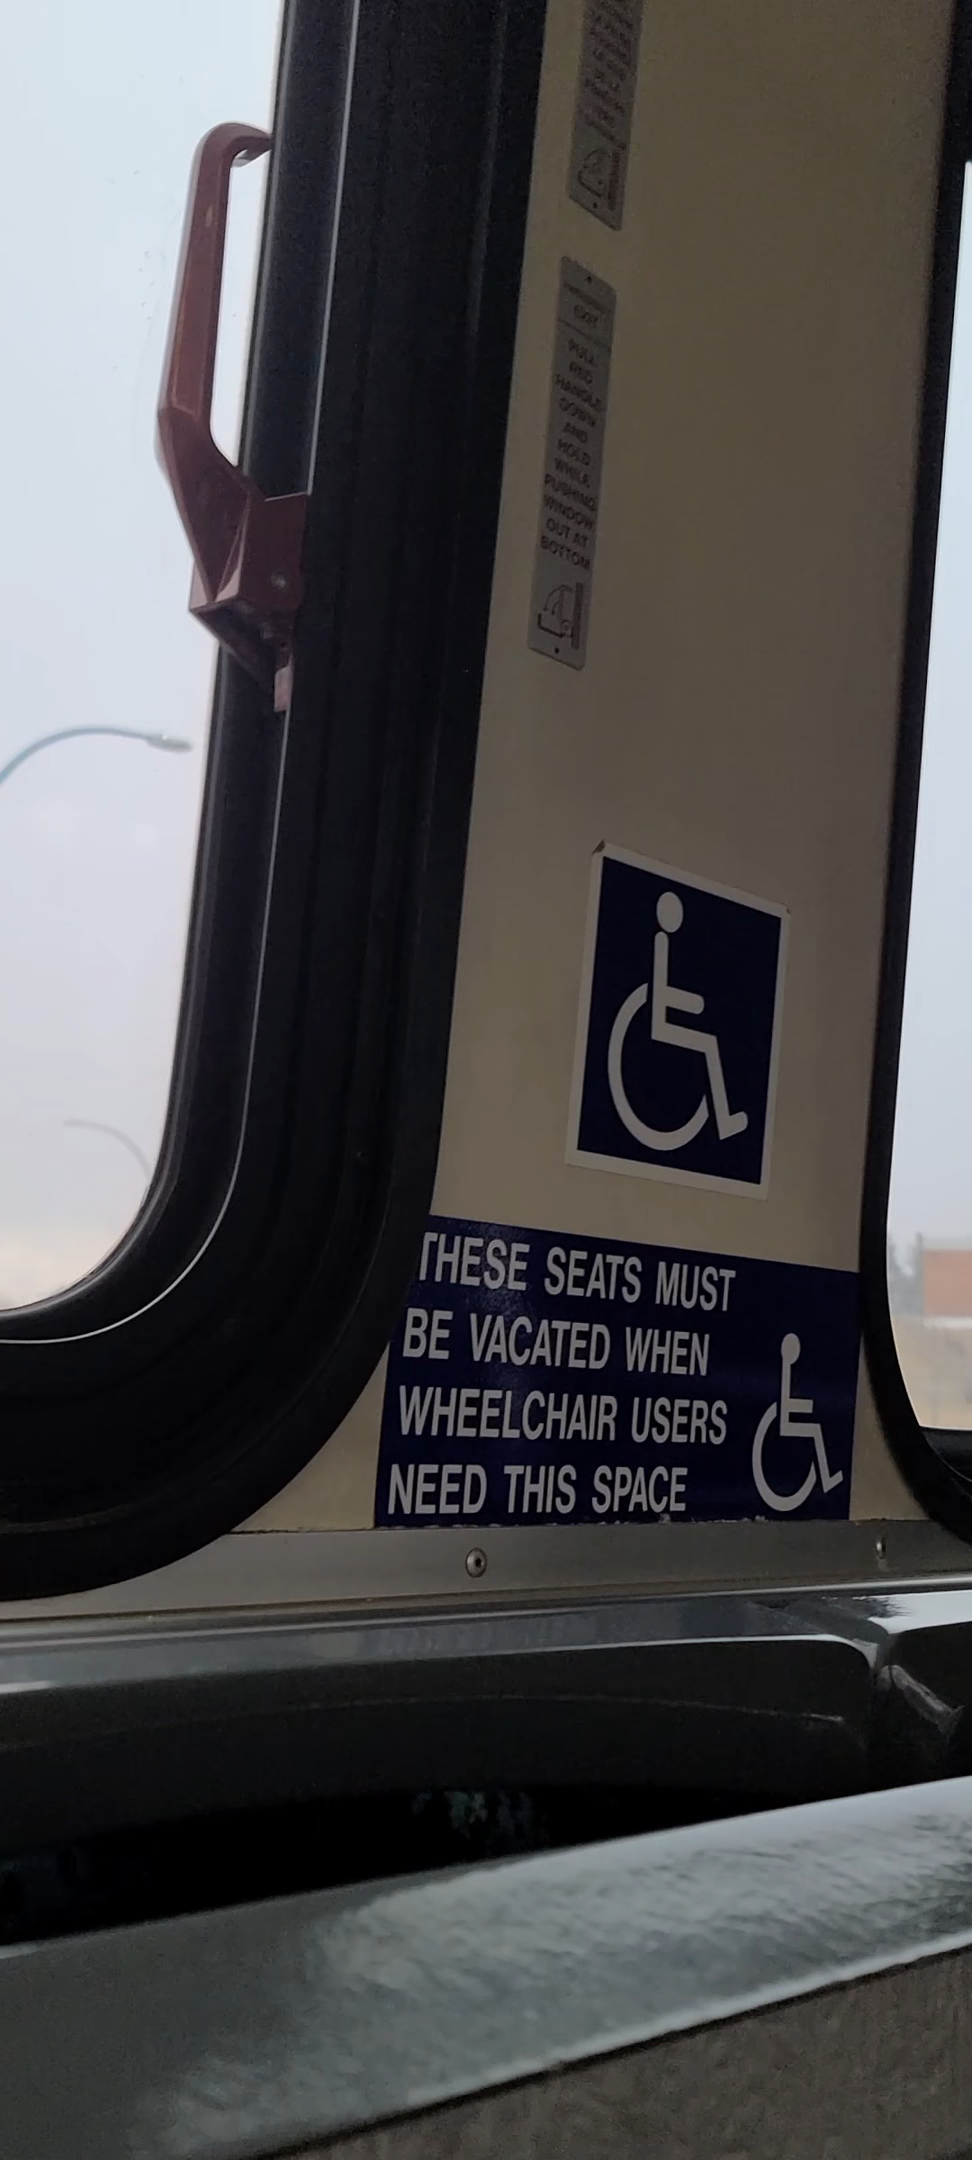 EXIT
PULL
RED
HANDLE
DOWN
AND
HOLD
WHILE
PUSHING
WINDOW
OUT AT
BOTTOM
THESE SEATS MUST
BE VACATED WHEN
WHEELCHAIR USERS
NEED THIS SPACE